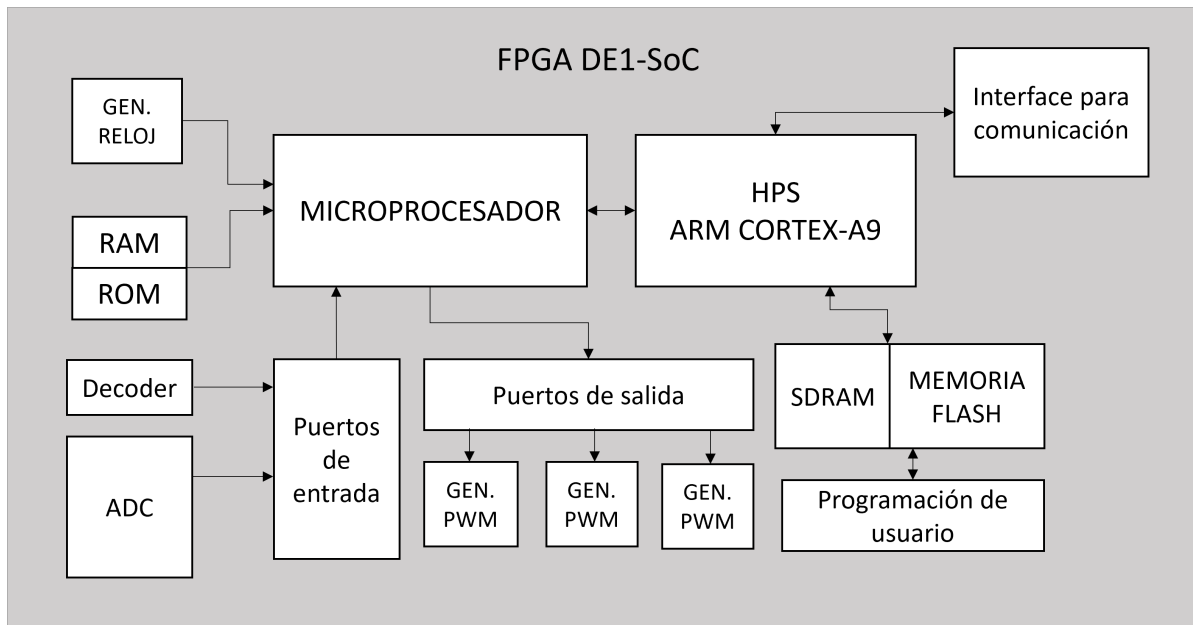 FPGA DE1-SoC
GEN.
RELOJ
Interface para
comunicación
MICROPROCESADOR
HPS
ARM CORTEX-A9
RAM
ROM
Decoder
ADC
Puertos
de
entrada
Puertos de salida
GEN.
PWM
GEN.
PWM
GEN.
PWM
SDRAM
MEMORIA
FLASH
Programación de
usuario